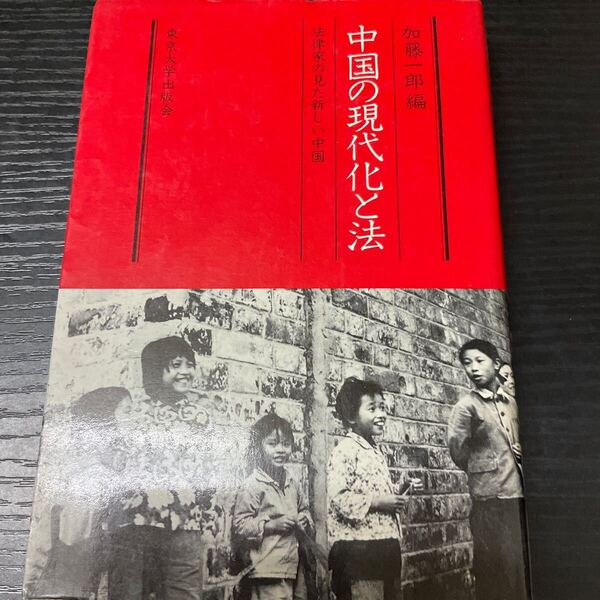 加藤一郎編
中国の現代化と法
法律家の見た新しい中国
東京大学出版会